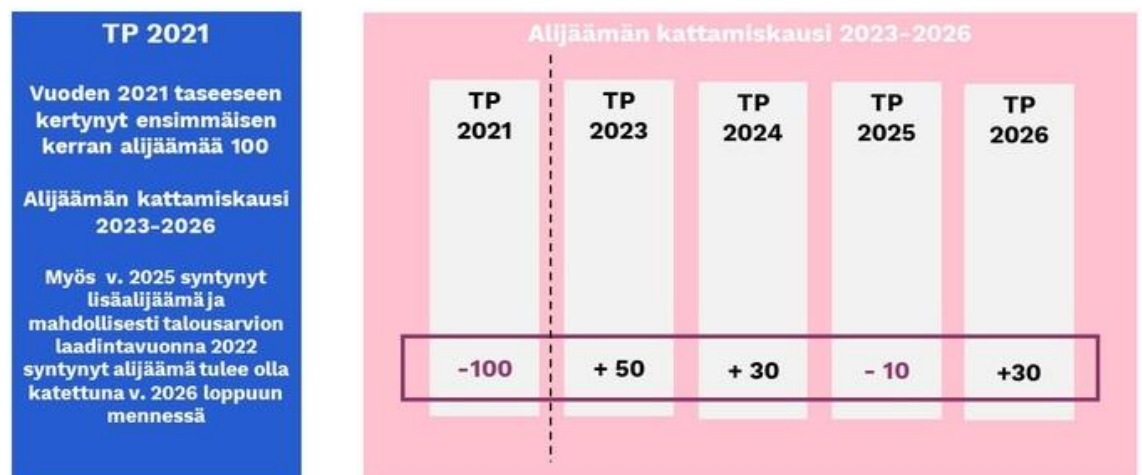 TP 2021
Vuoden 2021 taseeseen
kertynyt ensimmäisen
kerran alijäämää 100
Alijäämän kattamiskausi
2023-2026
Myös v. 2025 syntynyt
lisäalijäämä ja
mahdollisesti talousarvion
laadintavuonna 2022
syntynyt alijäämä tulee olla
katettuna v. 2026 loppuun
mennessä
Alijäämän kattamiskausi 2023-2026
TP
2021
TP
2023
TP
2024
TP
2025
TP
2026
-100
+ 50
+ 30
- 10
+30